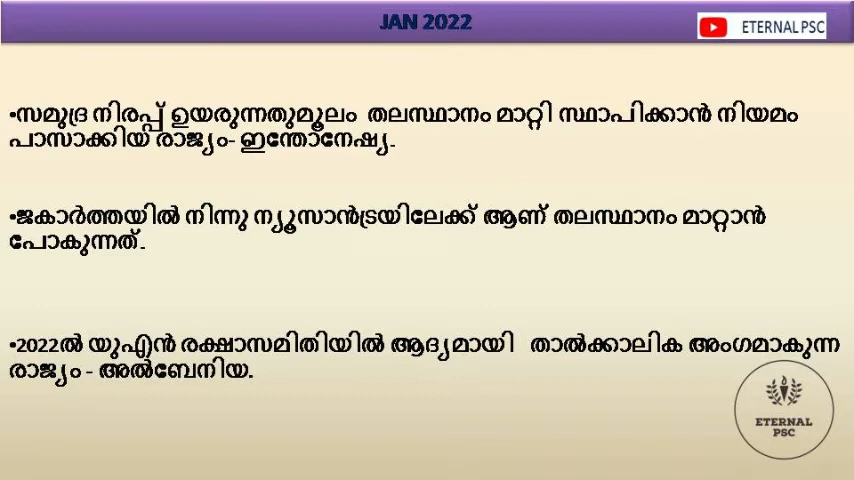 JAN 2022
ETERNAL PSC
•സമുദ്ര നിരപ്പ് ഉയരുന്നതുമൂലം തലസ്ഥാനം മാറ്റി സ്ഥാപിക്കാൻ നിയമം
പാസാക്കിയ രാജ്യം- ഇന്തോനേഷ്യ.
•ജകാർത്തയിൽ നിന്നു ന്യൂസാൻട്രയിലേക്ക് ആണ് തലസ്ഥാനം മാറ്റാൻ
പോകുന്നത്.
•2022ൽ യുഎൻ രക്ഷാസമിതിയിൽ ആദ്യമായി താൽക്കാലിക അംഗമാകുന്ന
രാജ്യം - അൽബേനിയ.
ETERNAL
PSC